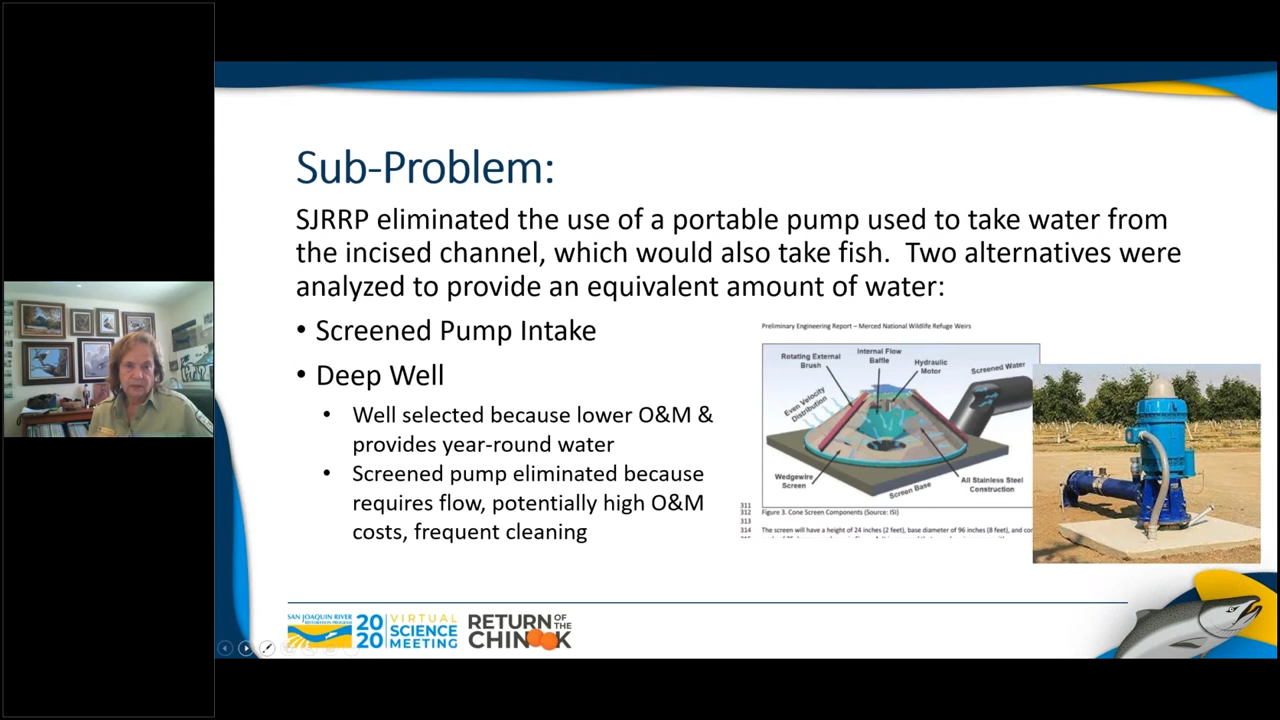 Sub-Problem:
SJRRP eliminated the use of a portable pump used to take water from
the incised channel, which would also take fish.  Two alternatives were
analyzed to provide an equivalent amount of water:
• Screened Pump Intake
• Deep Well
• Well selected because lower O&M &
provides year-round water
• Screened pump eliminated because
requires flow, potentially high O&M
costs, frequent cleaning
Preliminary Engineering Report – Merced National Wildlife Refuge Weirs
Rotating External
Brush
Internal Flow
Baffle
Hydraulic
Motor
Screened Water
Even Velocity
Distribution
Wedgewire
Screen
Screen Base
All Stainless Steel
Construction
311
312 Figure 3. Cone Screen Components (Source: ISI)
313
314 The screen will have a height of 24 inches (2 feet), base diameter of 96 inches (8 feet), and
SAN JOAQUIN RIVER
RESTORATION PROGRAM
2020 VIRTUAL
SCIENCE
MEETING
RETURN OF THE
CHINOOK